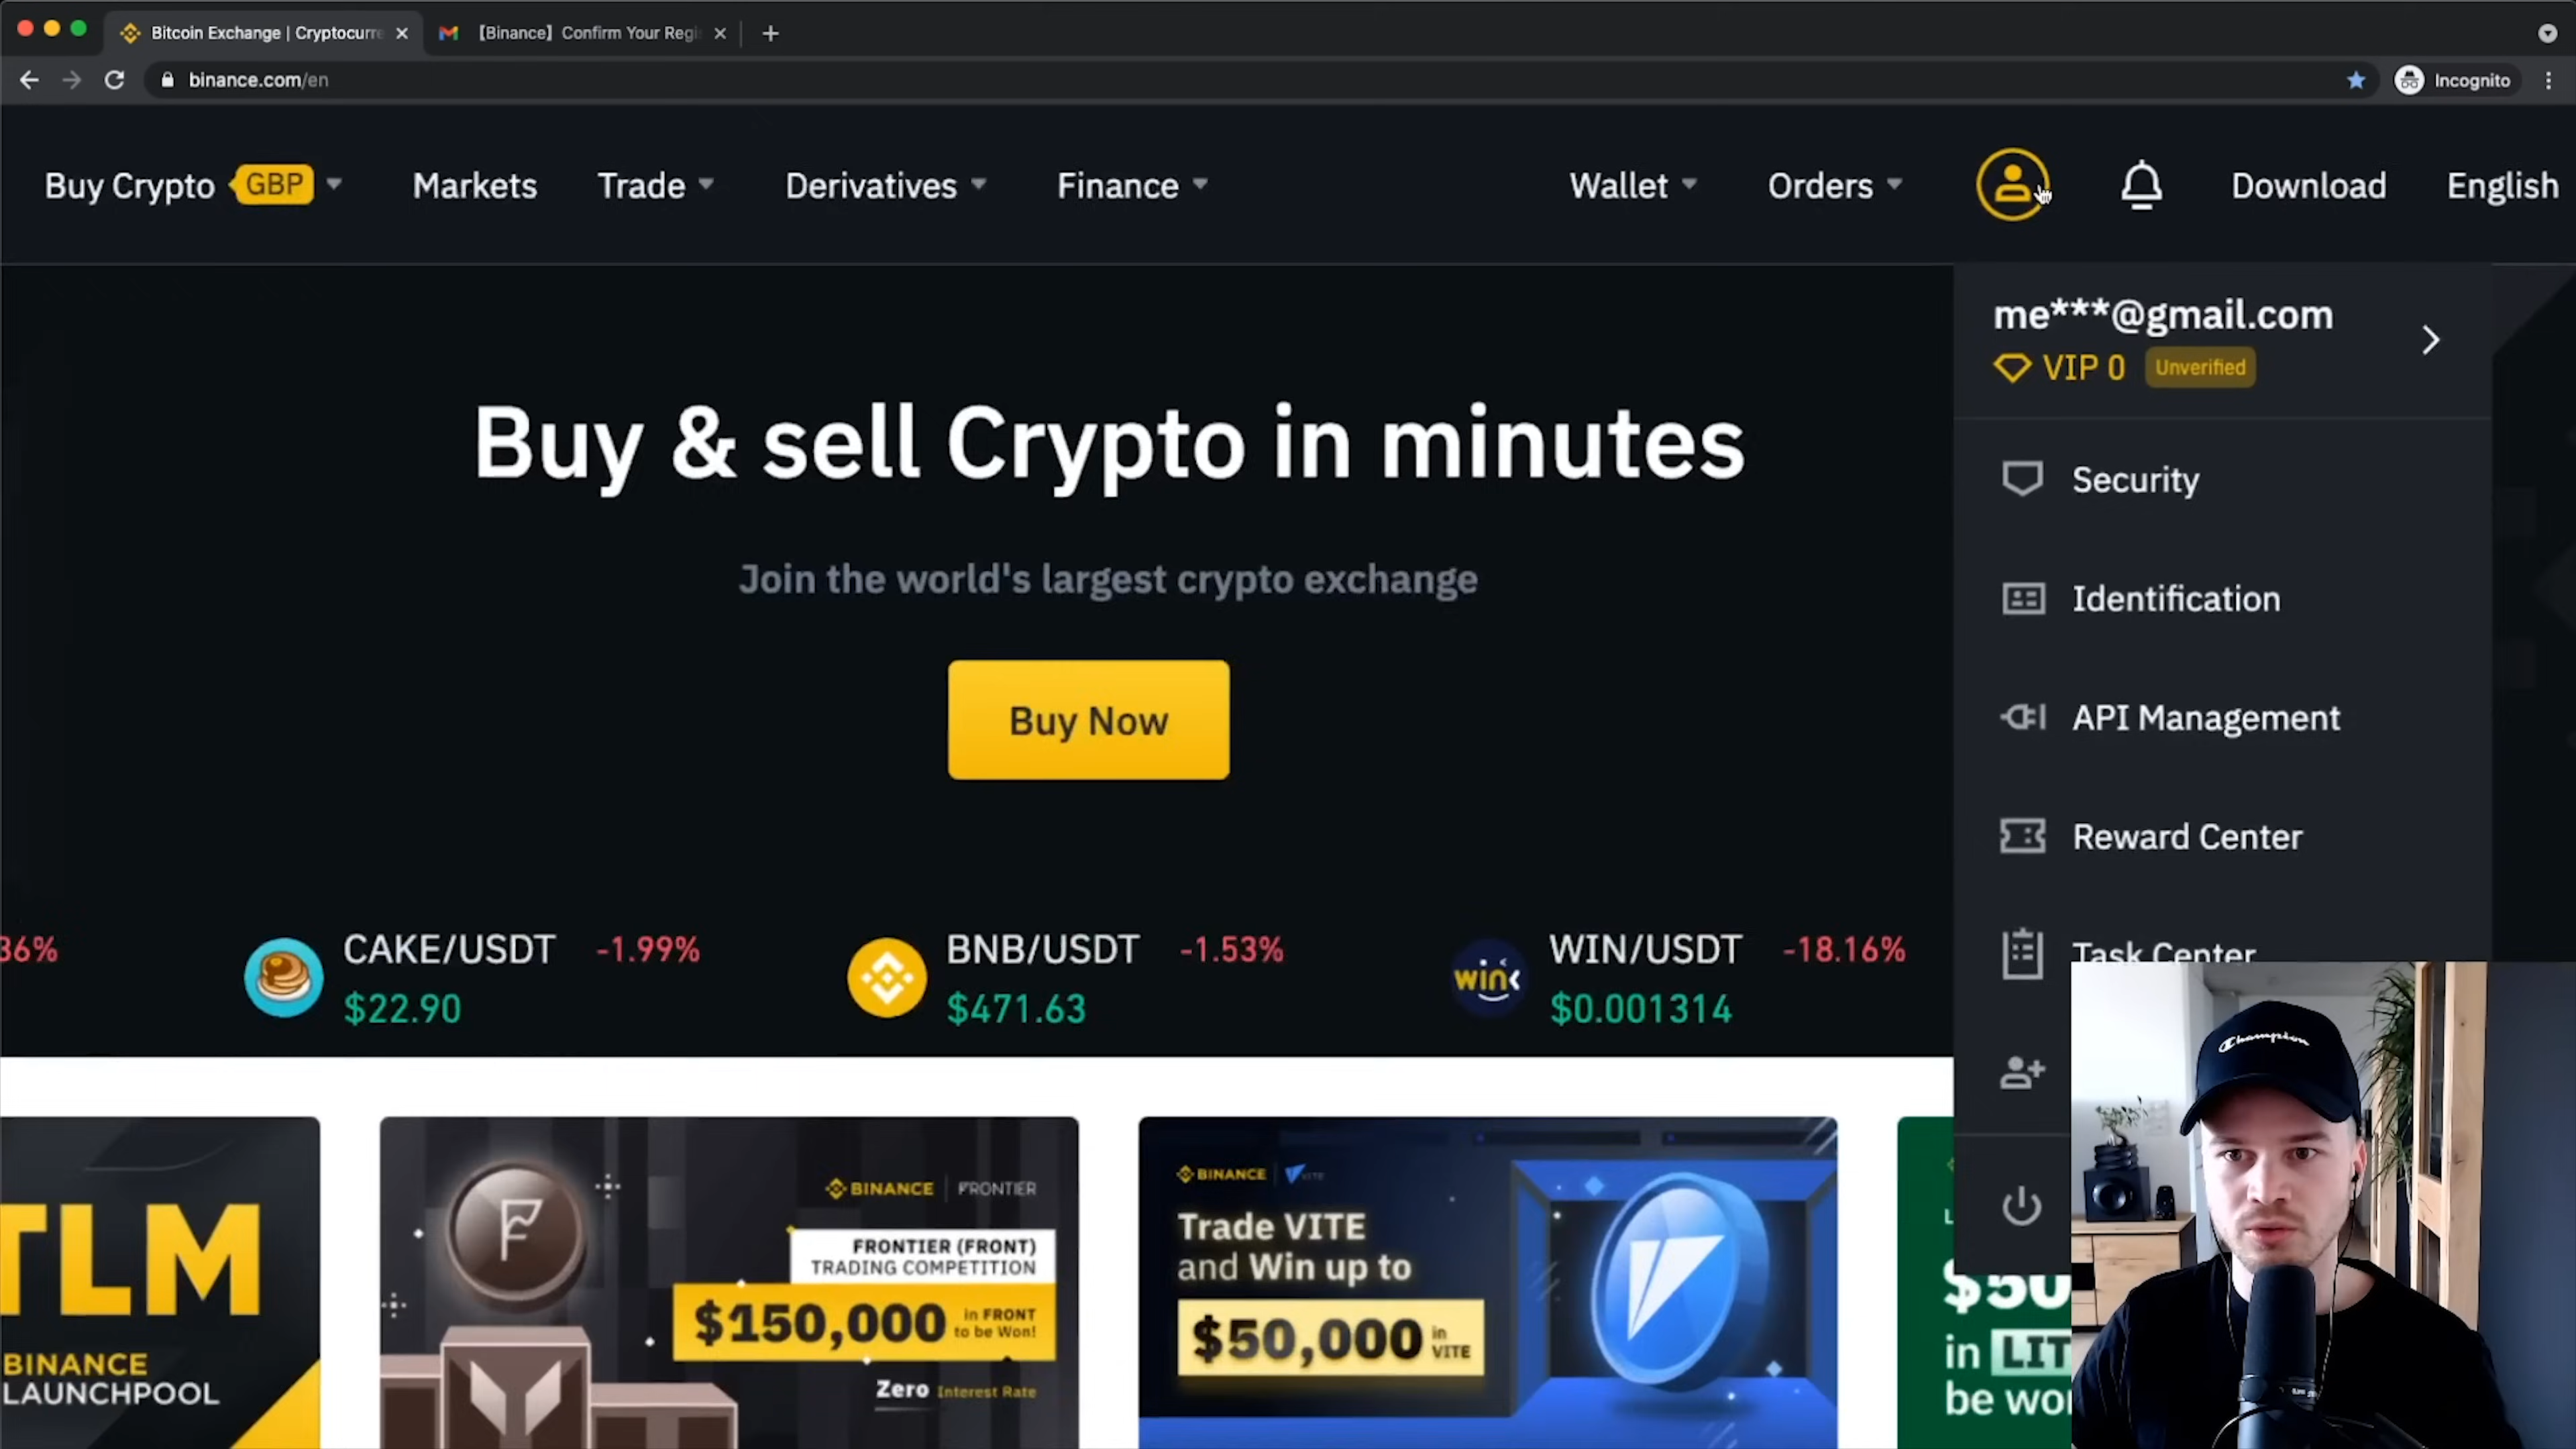 Bitcoin Exchange | Cryptocurre
【Binance】Confirm Your Regi
binance.com/en
Incognito
Buy Crypto
GBP
Markets
Trade
Derivatives
Finance
Wallet
Orders
Download
English
me***@gmail.com
VIP 0
Unverified
Security
Identification
API Management
Reward Center
Task Center
Buy & sell Crypto in minutes
Join the world's largest crypto exchange
Buy Now
36%
CAKE/USDT -1.99%
$22.90
BNB/USDT -1.53%
$471.63
WIN/USDT -18.16%
$0.001314
win
TLM
BINANCE
LAUNCHPOOL
BINANCE | FRONTIER
FRONTIER (FRONT)
TRADING COMPETITION
$150,000 in FRONT
to be Won!
Zero Interest Rate
BINANCE
VITE
Trade VITE
and Win up to
$50,000 in
VITE
$50
in LIT
be wo
Champion